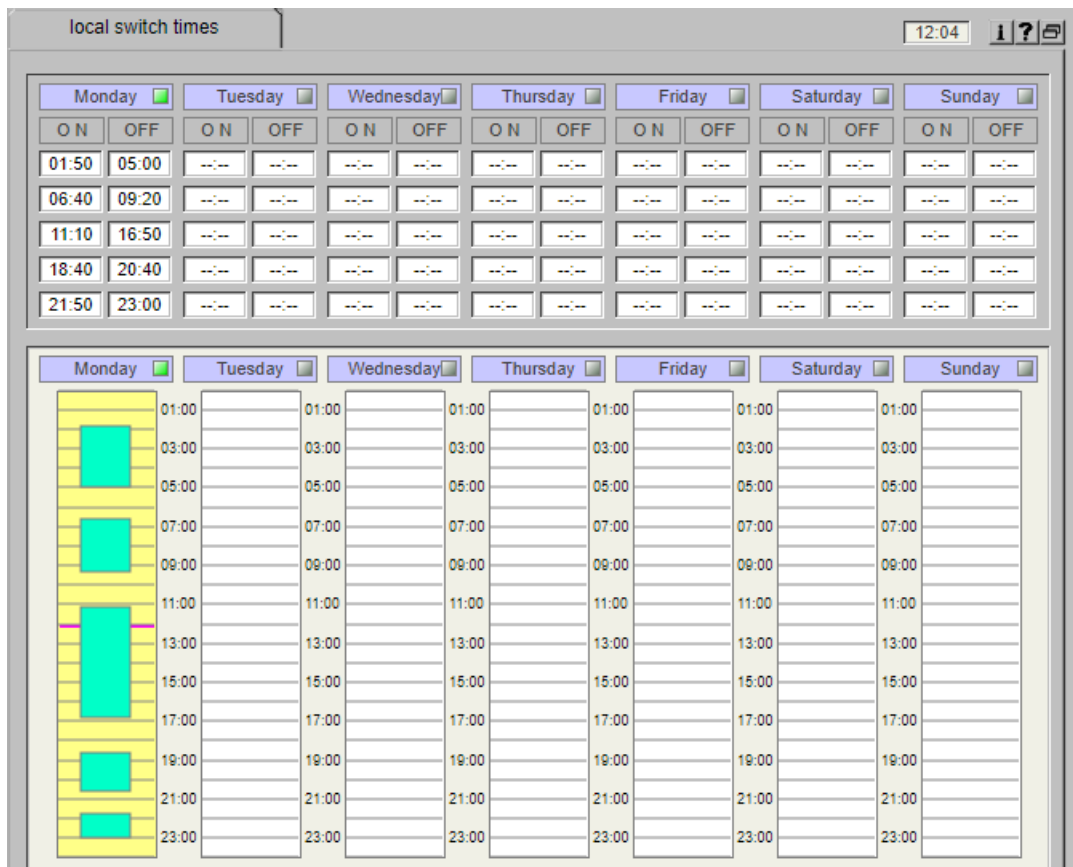 local switch times 12:04 i ?
Monday Tuesday Wednesday Thursday Friday Saturday Sunday
O N OFF O N OFF O N OFF O N OFF O N OFF O N OFF O N OFF
01:50 05:00 --:-- --:-- --:-- --:-- --:-- --:-- --:-- --:-- --:-- --:-- --:-- --:--
06:40 09:20 --:-- --:-- --:-- --:-- --:-- --:-- --:-- --:-- --:-- --:-- --:-- --:--
11:10 16:50 --:-- --:-- --:-- --:-- --:-- --:-- --:-- --:-- --:-- --:-- --:-- --:--
18:40 20:40 --:-- --:-- --:-- --:-- --:-- --:-- --:-- --:-- --:-- --:-- --:-- --:--
21:50 23:00 --:-- --:-- --:-- --:-- --:-- --:-- --:-- --:-- --:-- --:-- --:-- --:--
Monday Tuesday Wednesday Thursday Friday Saturday Sunday
01:00 01:00 01:00 01:00 01:00 01:00
03:00 03:00 03:00 03:00 03:00 03:00
05:00 05:00 05:00 05:00 05:00 05:00
07:00 07:00 07:00 07:00 07:00 07:00
09:00 09:00 09:00 09:00 09:00 09:00
11:00 11:00 11:00 11:00 11:00 11:00
13:00 13:00 13:00 13:00 13:00 13:00
15:00 15:00 15:00 15:00 15:00 15:00
17:00 17:00 17:00 17:00 17:00 17:00
19:00 19:00 19:00 19:00 19:00 19:00
21:00 21:00 21:00 21:00 21:00 21:00
23:00 23:00 23:00 23:00 23:00 23:00